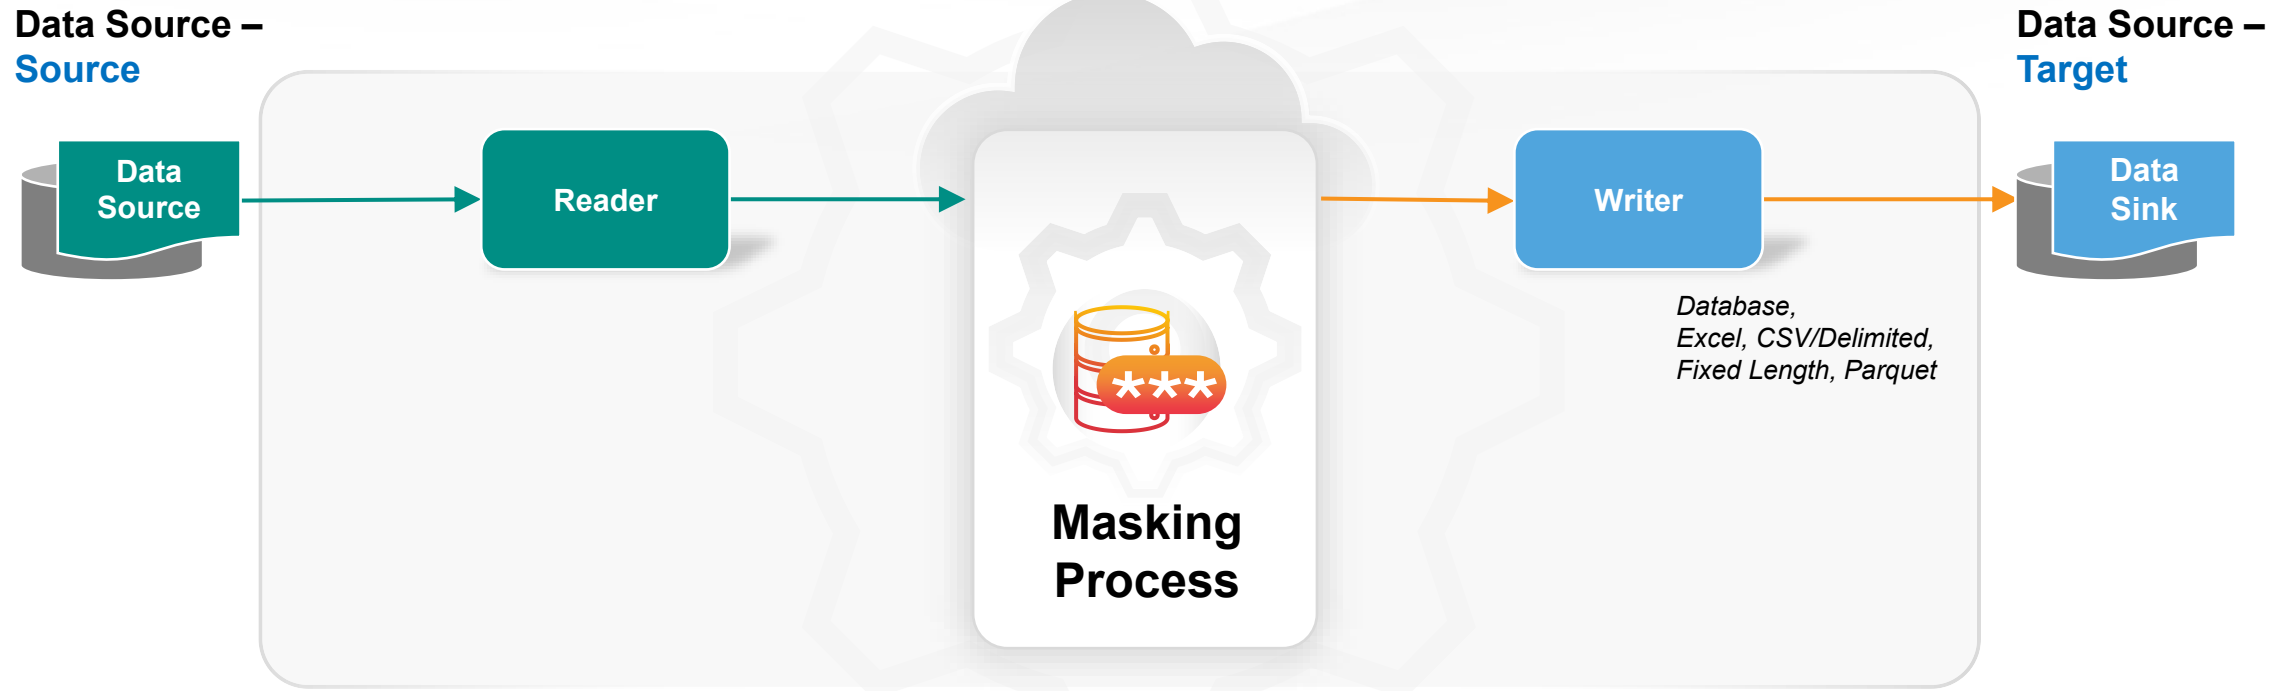 Data Source –
Source
Data Source –
Target
Data
Source
Reader
Writer
Data
Sink
Database,
Excel, CSV/Delimited,
Fixed Length, Parquet
***
Masking
Process